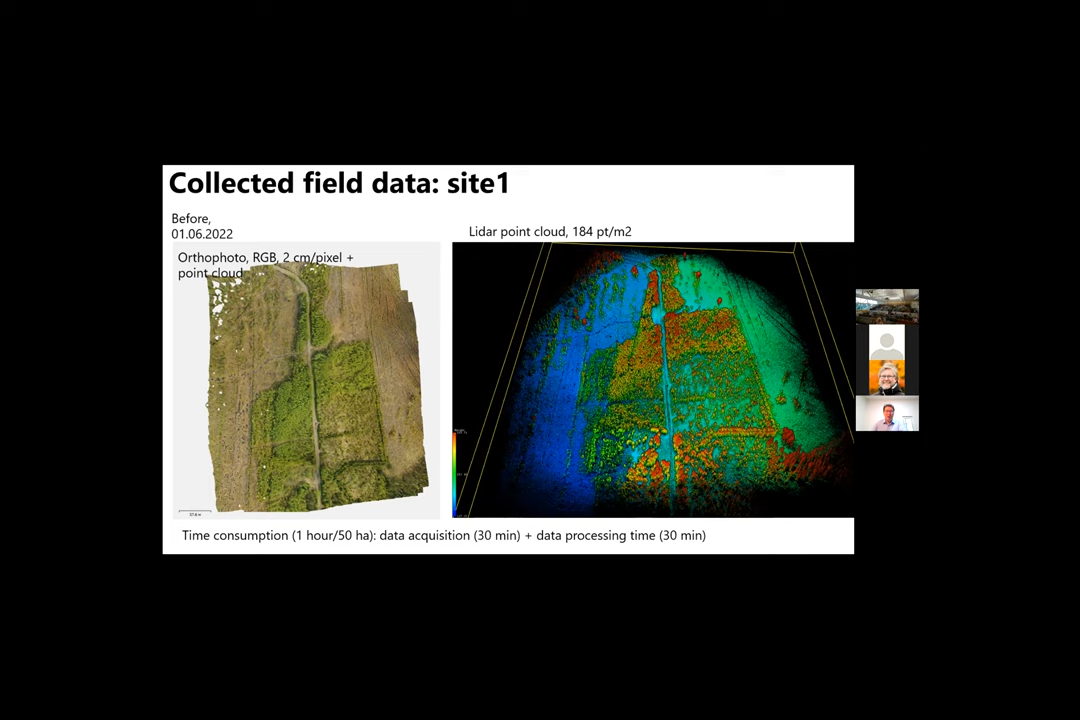 Collected field data: site1
Before,
01.06.2022
Lidar point cloud, 184 pt/m2
Orthophoto, RGB, 2 cm/pixel +
point cloud
Time consumption (1 hour/50 ha): data acquisition (30 min) + data processing time (30 min)